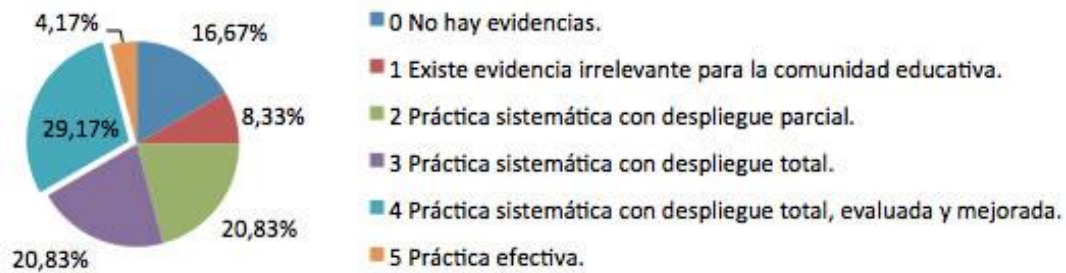 4,17%
16,67%
8,33%
29,17%
20,83%
20,83%
0 No hay evidencias.
1 Existe evidencia irrelevante para la comunidad educativa.
2 Práctica sistemática con despliegue parcial.
3 Práctica sistemática con despliegue total.
4 Práctica sistemática con despliegue total, evaluada y mejorada.
5 Práctica efectiva.